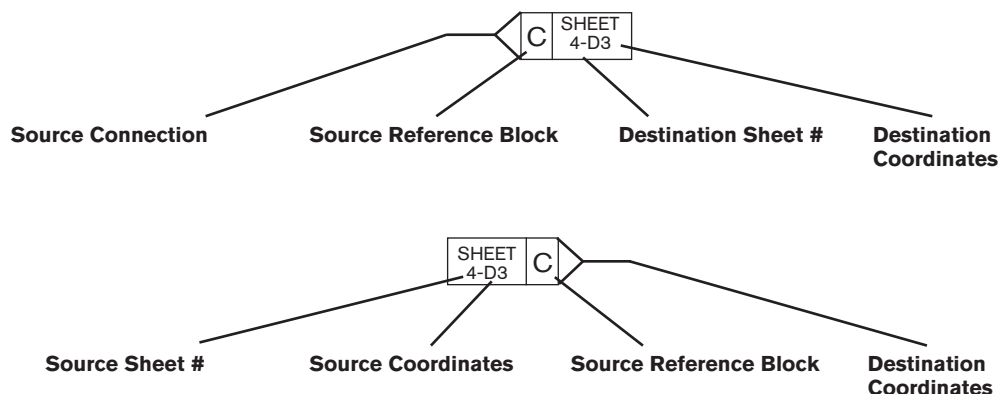 C
SHEET
4-D3
Source Connection
Source Reference Block
Destination Sheet #
Destination
Coordinates
SHEET
4-D3
C
Source Sheet #
Source Coordinates
Source Reference Block
Destination
Coordinates